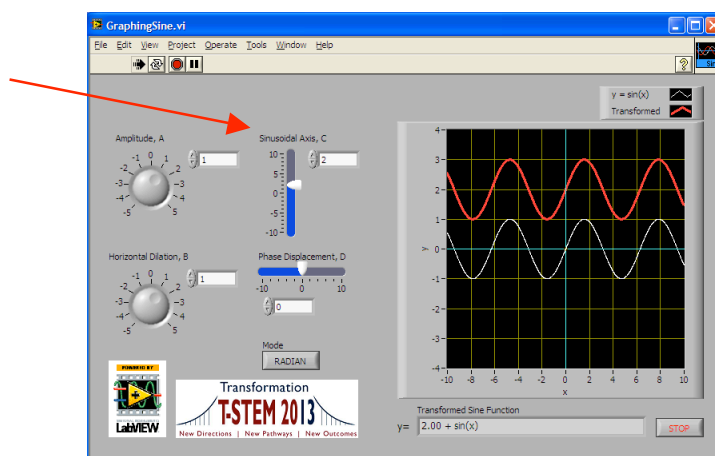 GraphingSine.vi
File Edit View Project Operate Tools Window Help
y = sin(x)
Transformed
Amplitude, A
1
-5 -4 -3 -2 -1 0 1 2 -3 -4 5
Sinusoidal Axis, C
2
10
5
0
-5
-10
Horizontal Dilation, B
1
-5 -4 -3 -2 -1 0 1 2 -3 -4 5
Phase Displacement, D
-10 0 10
0
Mode
RADIAN
4
3
2
1
0
-1
-2
-3
-4
y
-10 -8 -6 -4 -2 0 2 4 6 8 10
x
POWERED BY
LabVIEW
Transformation
T-STEM 2013
New Directions | New Pathways | New Outcomes
Transformed Sine Function
y= 2.00 + sin(x)
STOP